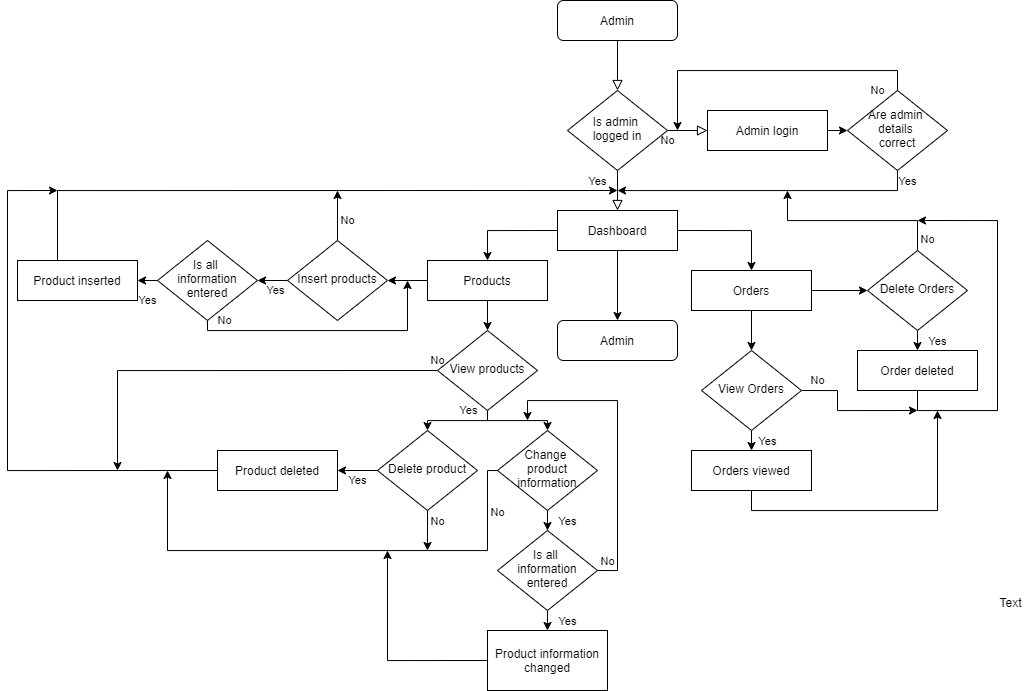 Admin
Is admin
logged in
No
Admin login
Are admin
details
correct
No
Yes
Yes
Dashboard
Products
Insert products
No
Yes
Is all
information
entered
Yes
No
Product inserted
Admin
Orders
Delete Orders
No
Yes
Order deleted
View Orders
No
Yes
Orders viewed
View products
No
Yes
Delete product
Yes
No
Product deleted
Change
product
information
No
Yes
Is all
information
entered
No
Yes
Product information
changed
Text